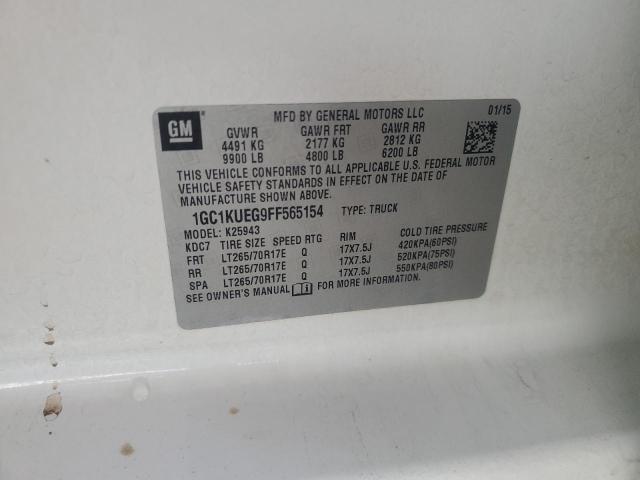 GM
MFD BY GENERAL MOTORS LLC 01/15
GVWR GAWR FRT GAWR RR
4491 KG 2177 KG 2812 KG
9900 LB 4800 LB 6200 LB
THIS VEHICLE CONFORMS TO ALL APPLICABLE U.S. FEDERAL MOTOR
VEHICLE SAFETY STANDARDS IN EFFECT ON THE DATE OF
MANUFACTURE SHOWN ABOVE.
1GC1KUEG9FF565154 TYPE: TRUCK
MODEL: K25943
KDC7 TIRE SIZE SPEED RTG RIM COLD TIRE PRESSURE
FRT LT265/70R17E Q 17X7.5J 420KPA(60PSI)
RR LT265/70R17E Q 17X7.5J 520KPA(75PSI)
SPA LT265/70R17E Q 17X7.5J 550KPA(80PSI)
SEE OWNER'S MANUAL FOR MORE INFORMATION.